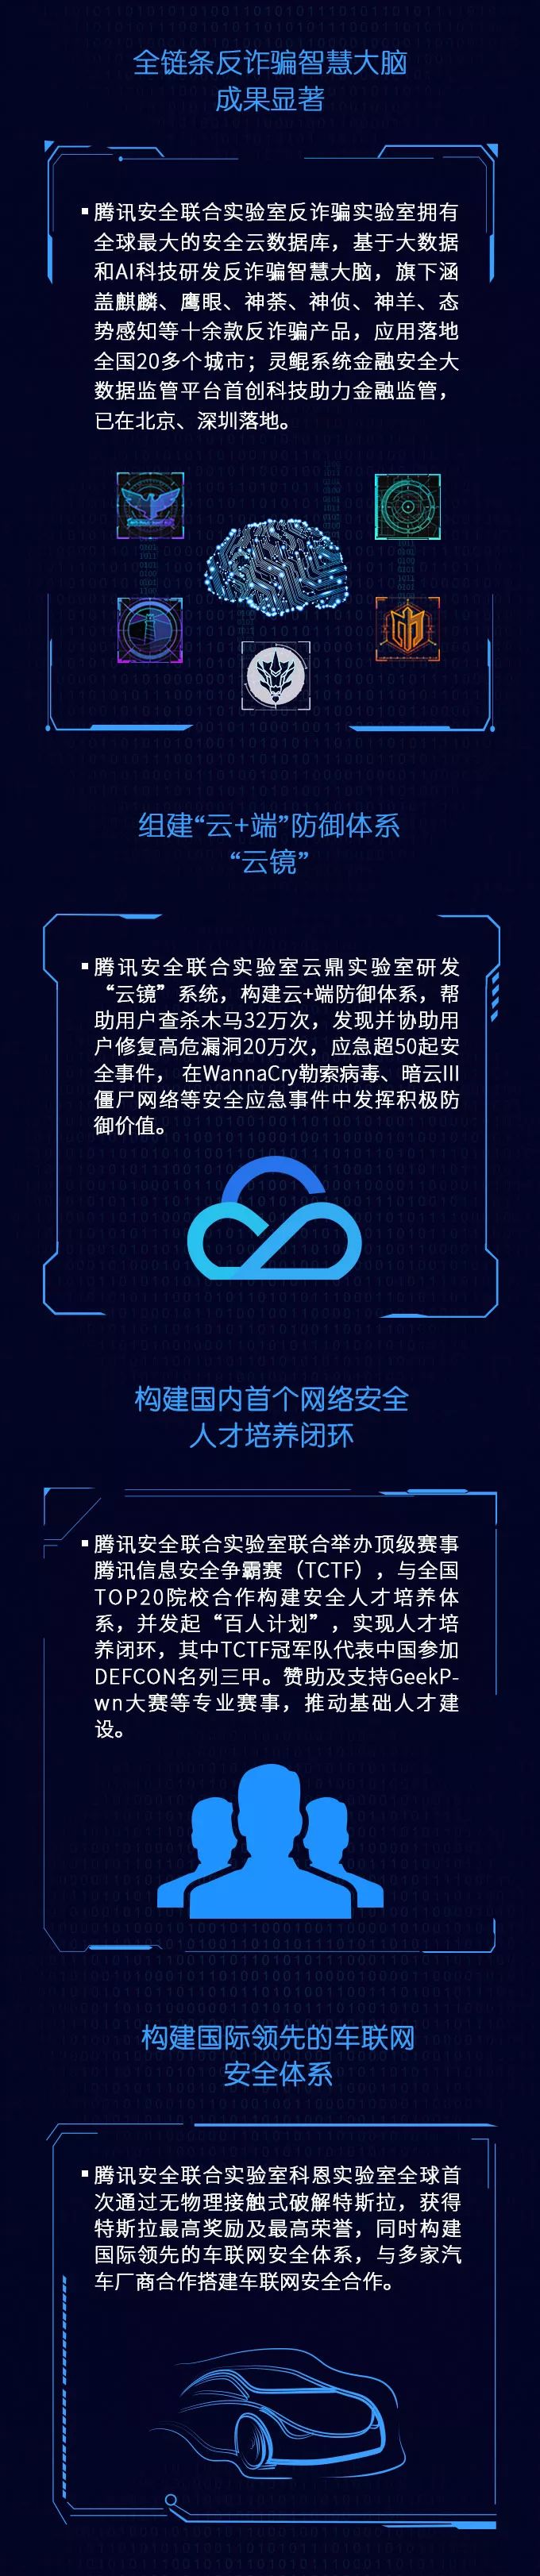 全链条反诈骗智慧大脑
成果显著
腾讯安全联合实验室反诈骗实验室拥有
全球最大的安全云数据库，基于大数据
和AI科技研发反诈骗智慧大脑，旗下涵
盖麒麟、鹰眼、神荼、神侦、神羊、态
势感知等十余款反诈骗产品，应用落地
全国20多个城市；灵鲲系统金融安全大
数据监管平台首创科技助力金融监管，
已在北京、深圳落地。
组建“云+端”防御体系
“云镜”
腾讯安全联合实验室云鼎实验室研发
“云镜”系统，构建云+端防御体系，帮
助用户查杀木马32万次，发现并协助用
户修复高危漏洞20万次，应急超50起安
全事件， 在WannaCry勒索病毒、暗云III
僵尸网络等安全应急事件中发挥积极防
御价值。
构建国内首个网络安全
人才培养闭环
腾讯安全联合实验室联合举办顶级赛事
腾讯信息安全争霸赛（TCTF），与全国
TOP20院校合作构建安全人才培养体
系，并发起“百人计划”，实现人才培
养闭环，其中TCTF冠军队代表中国参加
DEFCON名列三甲。赞助及支持GeekP-
wn大赛等专业赛事，推动基础人才建
设。
构建国际领先的车联网
安全体系
腾讯安全联合实验室科恩实验室全球首
次通过无物理接触式破解特斯拉，获得
特斯拉最高奖励及最高荣誉，同时构建
国际领先的车联网安全体系，与多家汽
车厂商合作搭建车联网安全合作。